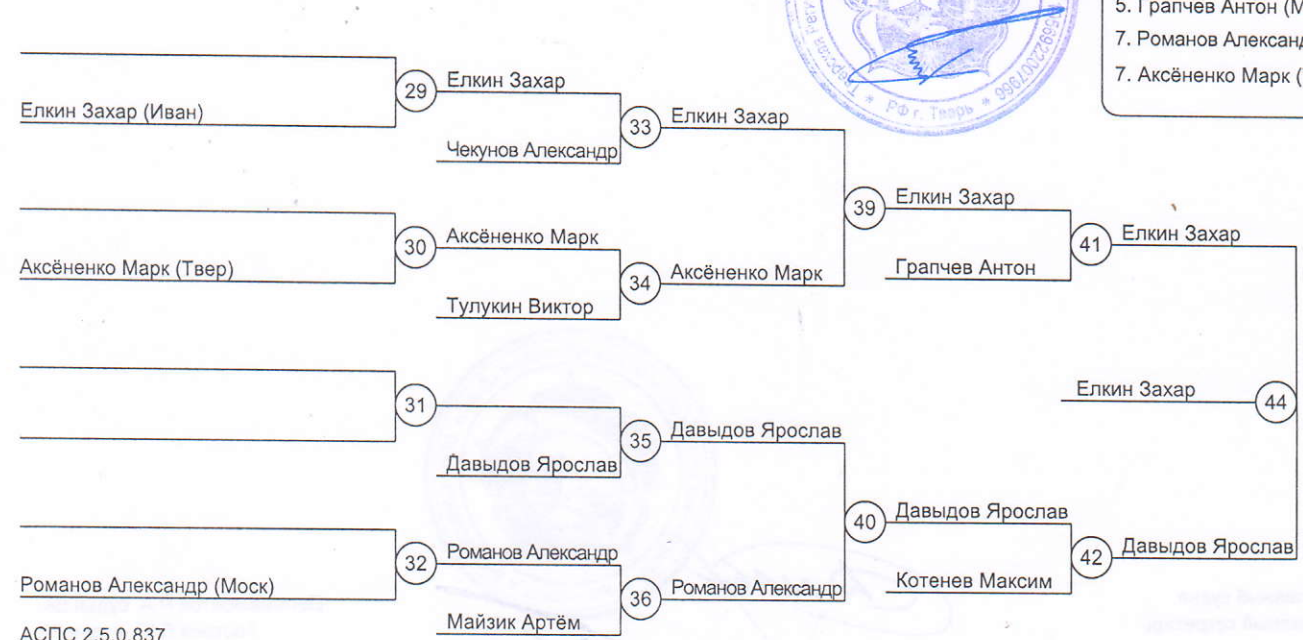 5. Грапчев Антон (М
7. Романов Александ
7. Аксёненко Марк (
29
Елкин Захар
Елкин Захар (Иван)
33
Елкин Захар
Чекунов Александр
39
Елкин Захар
30
Аксёненко Марк
41
Елкин Захар
Аксёненко Марк (Твер)
34
Аксёненко Марк
Грапчев Антон
Тулукин Виктор
31
Елкин Захар
44
35
Давыдов Ярослав
Давыдов Ярослав
40
Давыдов Ярослав
32
Романов Александр
42
Давыдов Ярослав
Романов Александр (Моск)
36
Романов Александр
Котенев Максим
Майзик Артём
АСПС 2.5.0.837
РФ г. Тверь